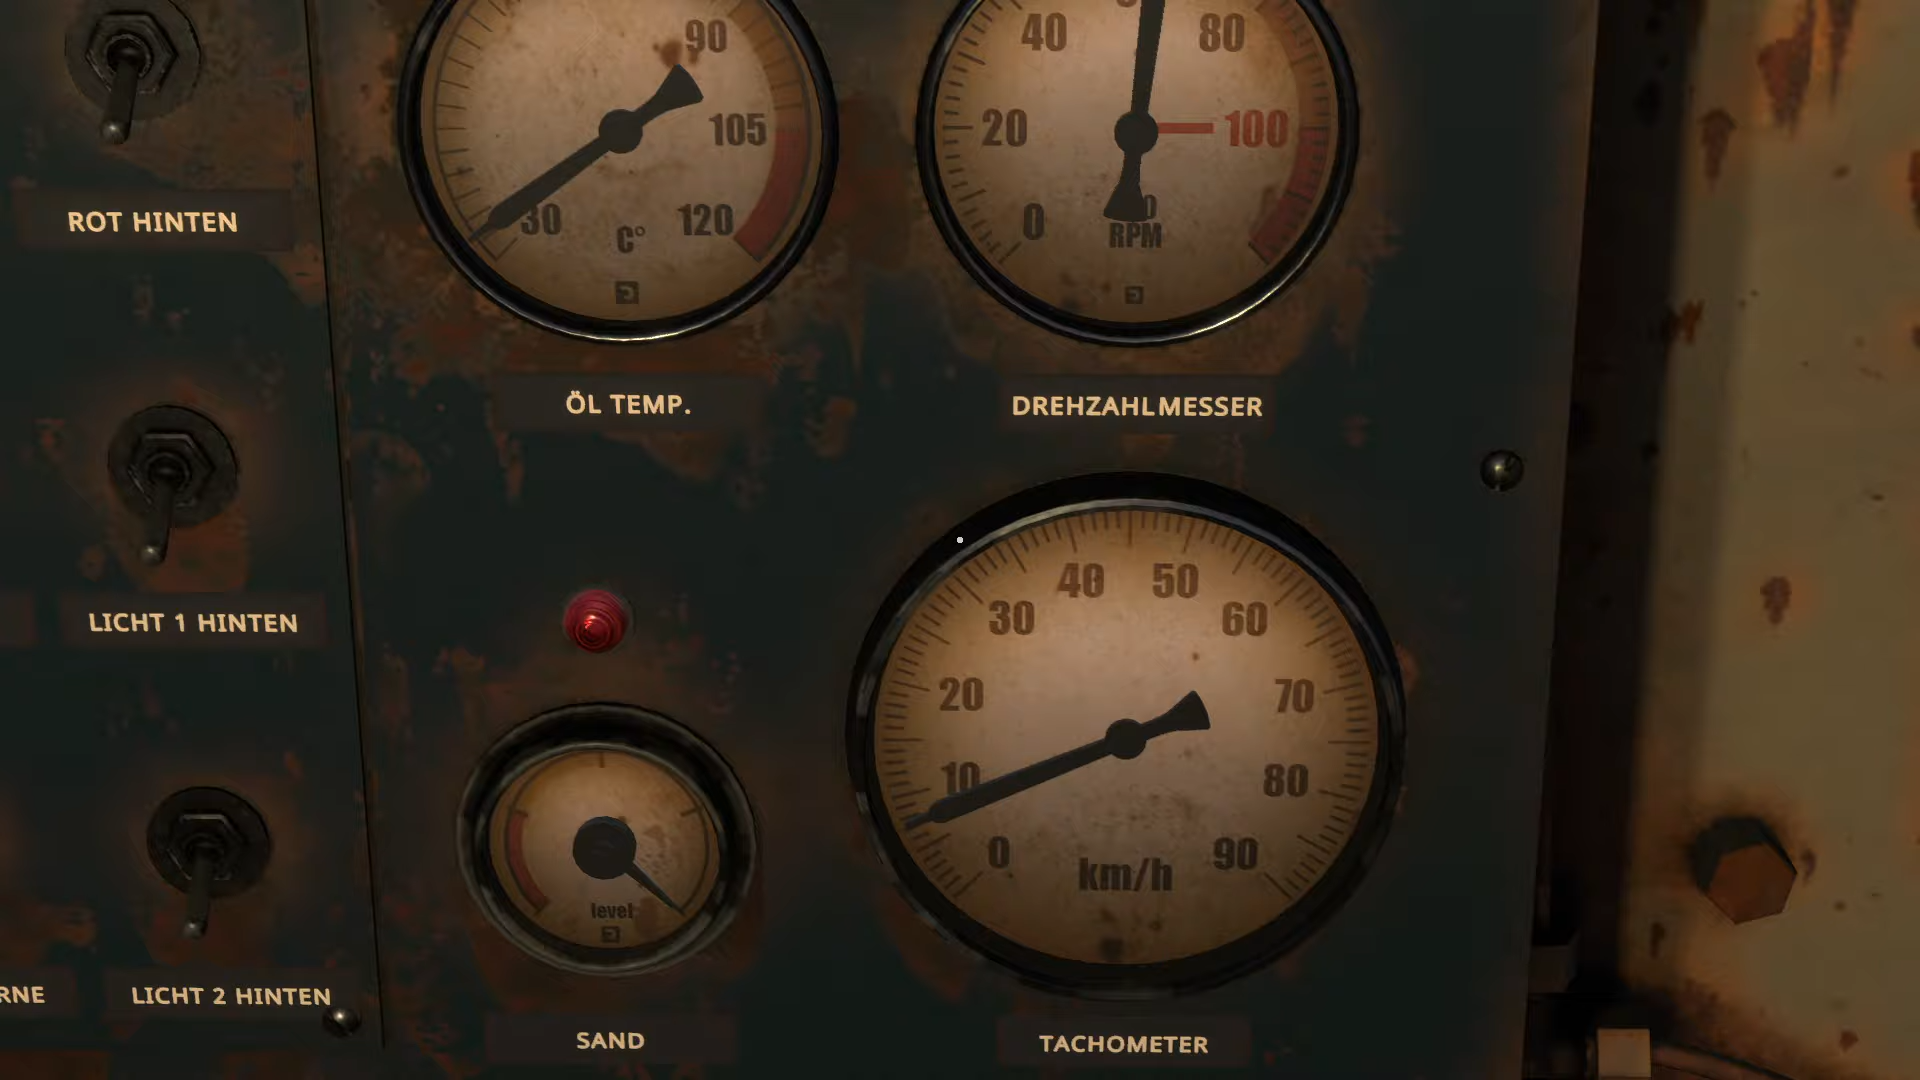 ROT HINTEN
90
105
120
30
C°
ÖL TEMP.
40
80
20
100
0
RPM
DREHZAHLMESSER
LICHT 1 HINTEN
40
50
30
60
20
70
10
80
0
90
km/h
TACHOMETER
level
SAND
RNE
LICHT 2 HINTEN